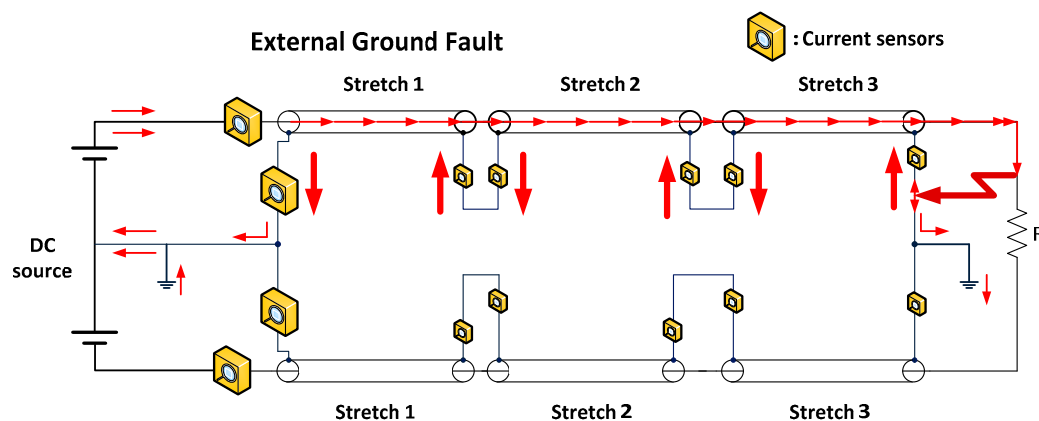 External Ground Fault
: Current sensors
Stretch 1
Stretch 2
Stretch 3
DC
source
R
Stretch 1
Stretch 2
Stretch 3